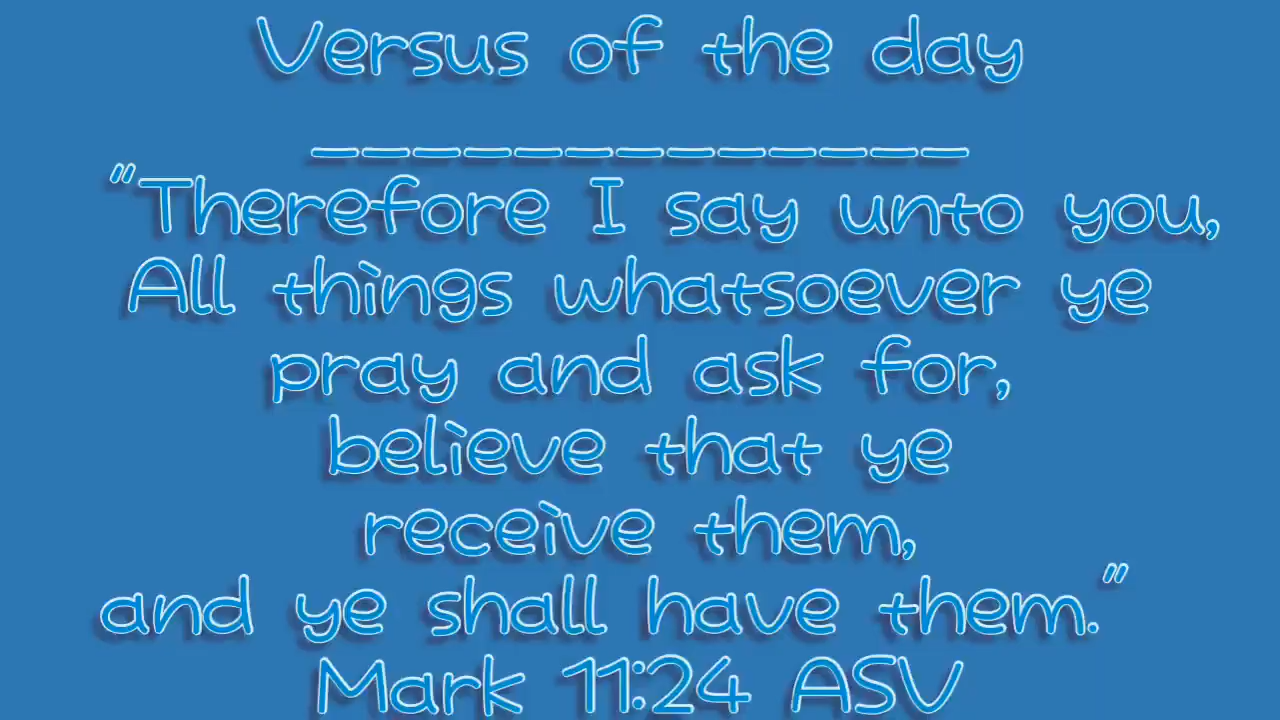 Versus of the day
______________
"Therefore I say unto you,
All things whatsoever ye
pray and ask for,
believe that ye
receive them,
and ye shall have them."
Mark 11:24 ASV